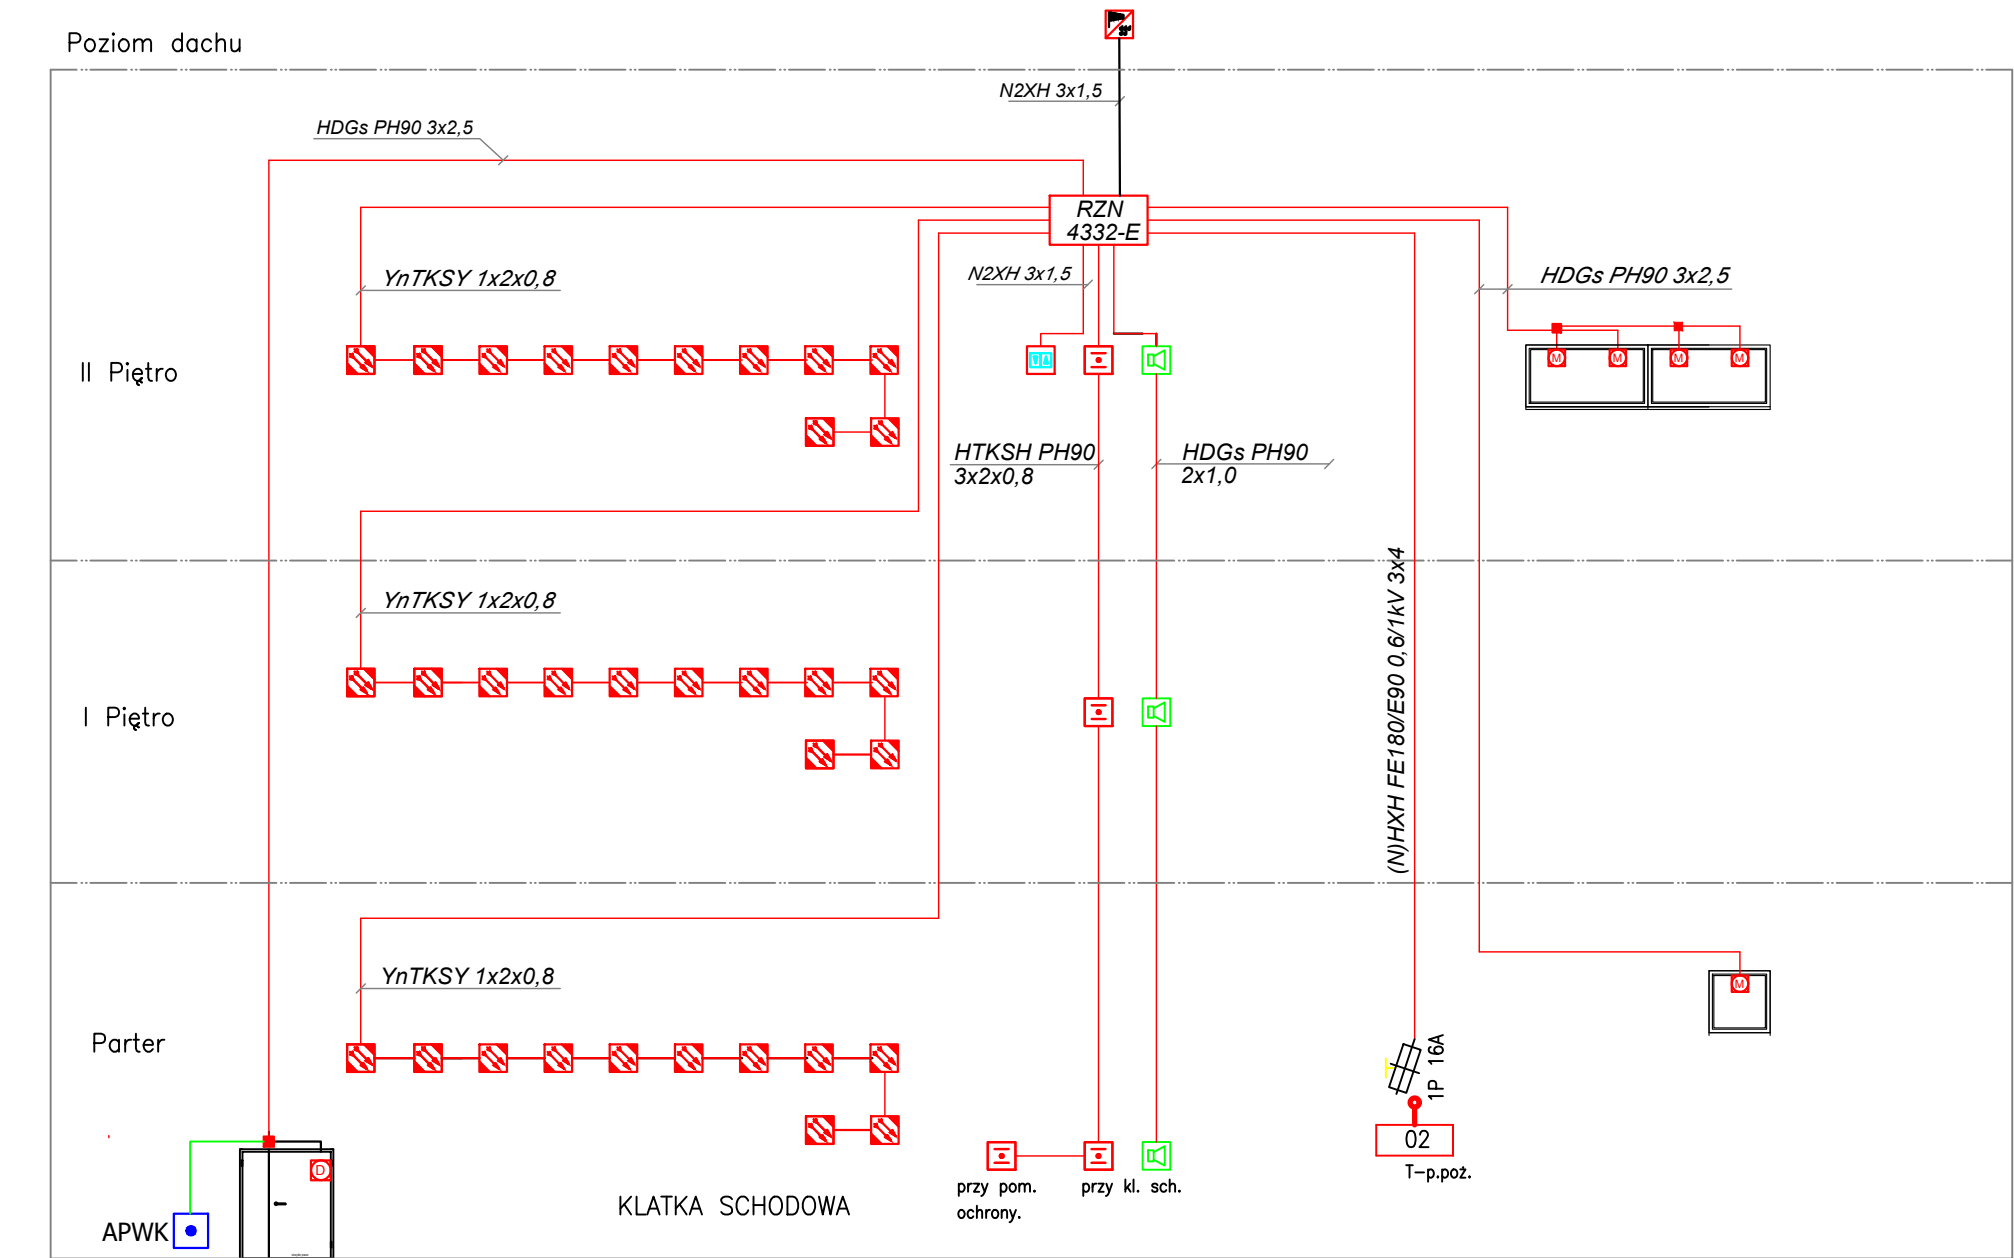 Poziom dachu
N2XH 3x1,5
HDGs PH90 3x2,5
RZN
4332-E
YnTKSY 1x2x0,8
N2XH 3x1,5
HDGs PH90 3x2,5
M M M M
II Piętro
HTKSH PH90
3x2x0,8
HDGs PH90
2x1,0
(N)HXH FE180/E90 0,6/1kV 3x4
YnTKSY 1x2x0,8
I Piętro
YnTKSY 1x2x0,8
M
Parter
1P 16A
02
T-p.poż.
D
przy pom.
ochrony.
przy kl. sch.
KLATKA SCHODOWA
APWK